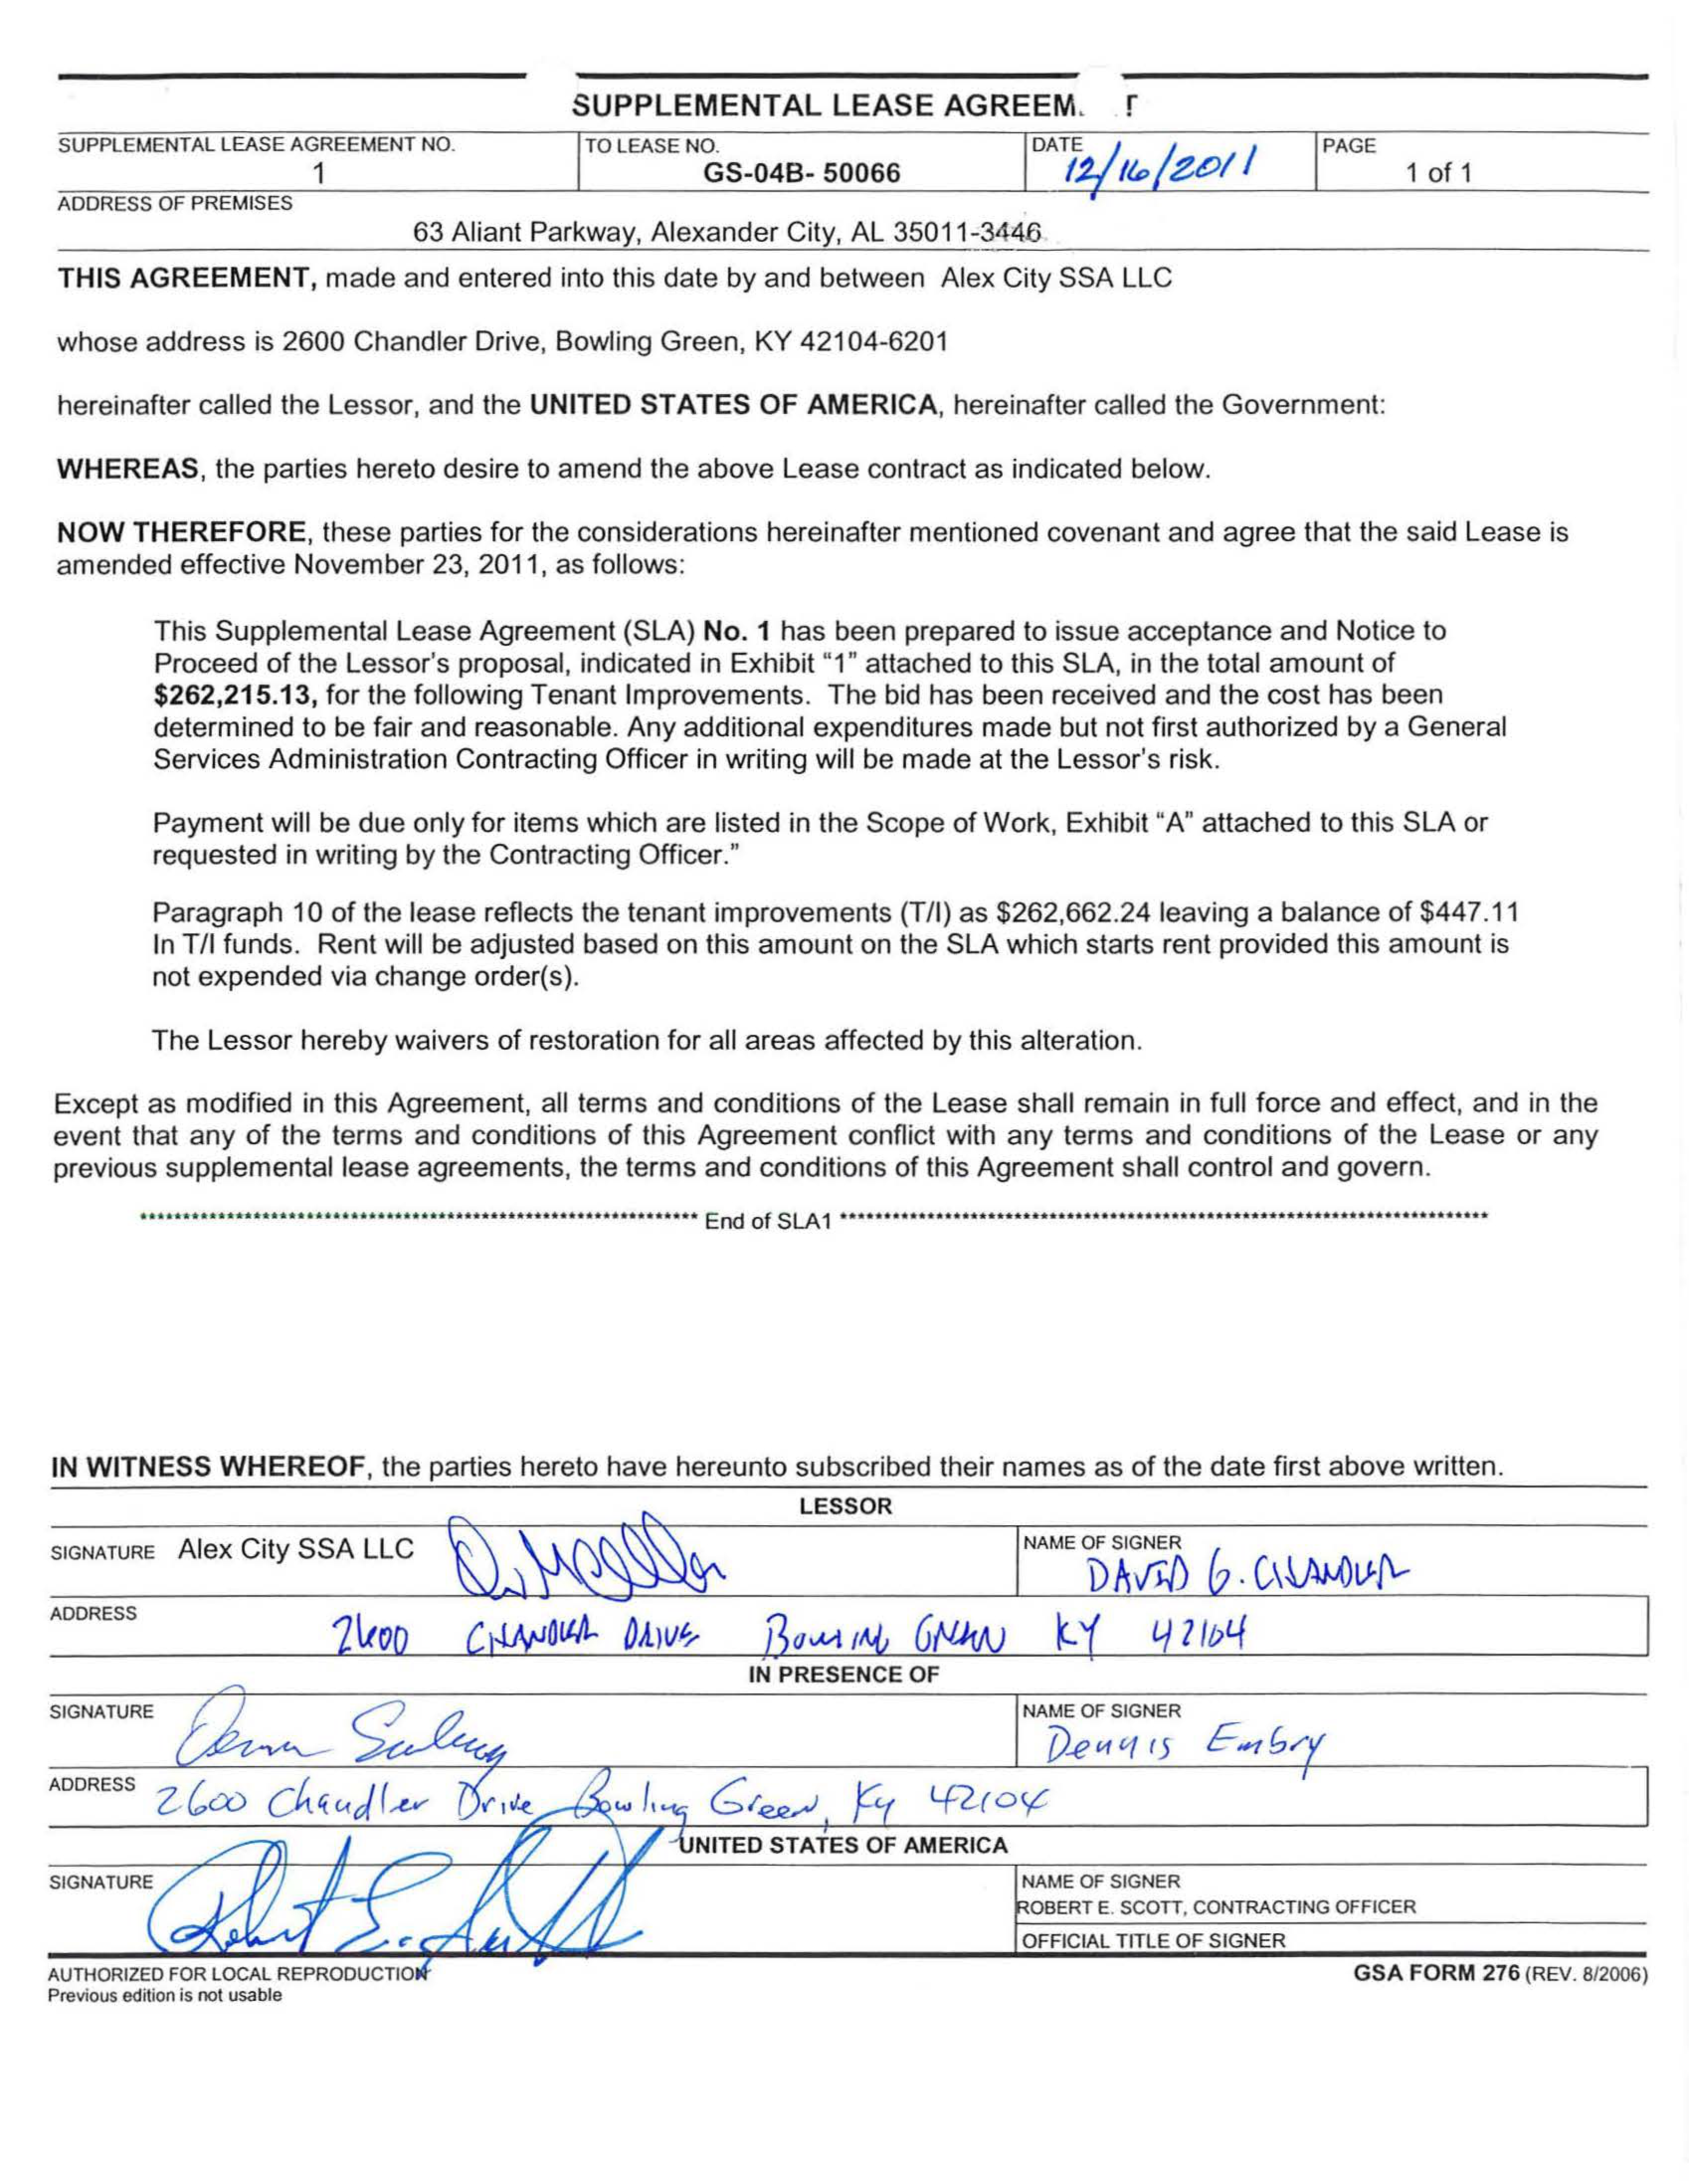 SUPPLEMENTAL LEASE AGREEM. T
SUPPLEMENTAL LEASE AGREEMENT NO.
1
TO LEASE NO.
GS-04B- 50066
DATE
12/16/2011
PAGE
1 of 1
ADDRESS OF PREMISES
63 Aliant Parkway, Alexander City, AL 35011-3446
THIS AGREEMENT, made and entered into this date by and between Alex City SSA LLC
whose address is 2600 Chandler Drive, Bowling Green, KY 42104-6201
hereinafter called the Lessor, and the UNITED STATES OF AMERICA, hereinafter called the Government:
WHEREAS, the parties hereto desire to amend the above Lease contract as indicated below.
NOW THEREFORE, these parties for the considerations hereinafter mentioned covenant and agree that the said Lease is
amended effective November 23, 2011, as follows:
This Supplemental Lease Agreement (SLA) No. 1 has been prepared to issue acceptance and Notice to
Proceed of the Lessor's proposal, indicated in Exhibit “1” attached to this SLA, in the total amount of
$262,215.13, for the following Tenant Improvements. The bid has been received and the cost has been
determined to be fair and reasonable. Any additional expenditures made but not first authorized by a General
Services Administration Contracting Officer in writing will be made at the Lessor's risk.
Payment will be due only for items which are listed in the Scope of Work, Exhibit “A” attached to this SLA or
requested in writing by the Contracting Officer.”
Paragraph 10 of the lease reflects the tenant improvements (T/I) as $262,662.24 leaving a balance of $447.11
In T/I funds. Rent will be adjusted based on this amount on the SLA which starts rent provided this amount is
not expended via change order(s).
The Lessor hereby waivers of restoration for all areas affected by this alteration.
Except as modified in this Agreement, all terms and conditions of the Lease shall remain in full force and effect, and in the
event that any of the terms and conditions of this Agreement conflict with any terms and conditions of the Lease or any
previous supplemental lease agreements, the terms and conditions of this Agreement shall control and govern.
End of SLA1
IN WITNESS WHEREOF, the parties hereto have hereunto subscribed their names as of the date first above written.
LESSOR
SIGNATURE Alex City SSA LLC
NAME OF SIGNER
DAVID G. CHANDLER
ADDRESS
2600 CHANDLER DRIVE BOWLING GREEN KY 42104
IN PRESENCE OF
SIGNATURE
NAME OF SIGNER
Dennis Embry
ADDRESS 2600 Chandler Drive Bowling Green, Ky 42104
UNITED STATES OF AMERICA
SIGNATURE
NAME OF SIGNER
ROBERT E. SCOTT, CONTRACTING OFFICER
OFFICIAL TITLE OF SIGNER
AUTHORIZED FOR LOCAL REPRODUCTION
Previous edition is not usable
GSA FORM 276 (REV. 8/2006)